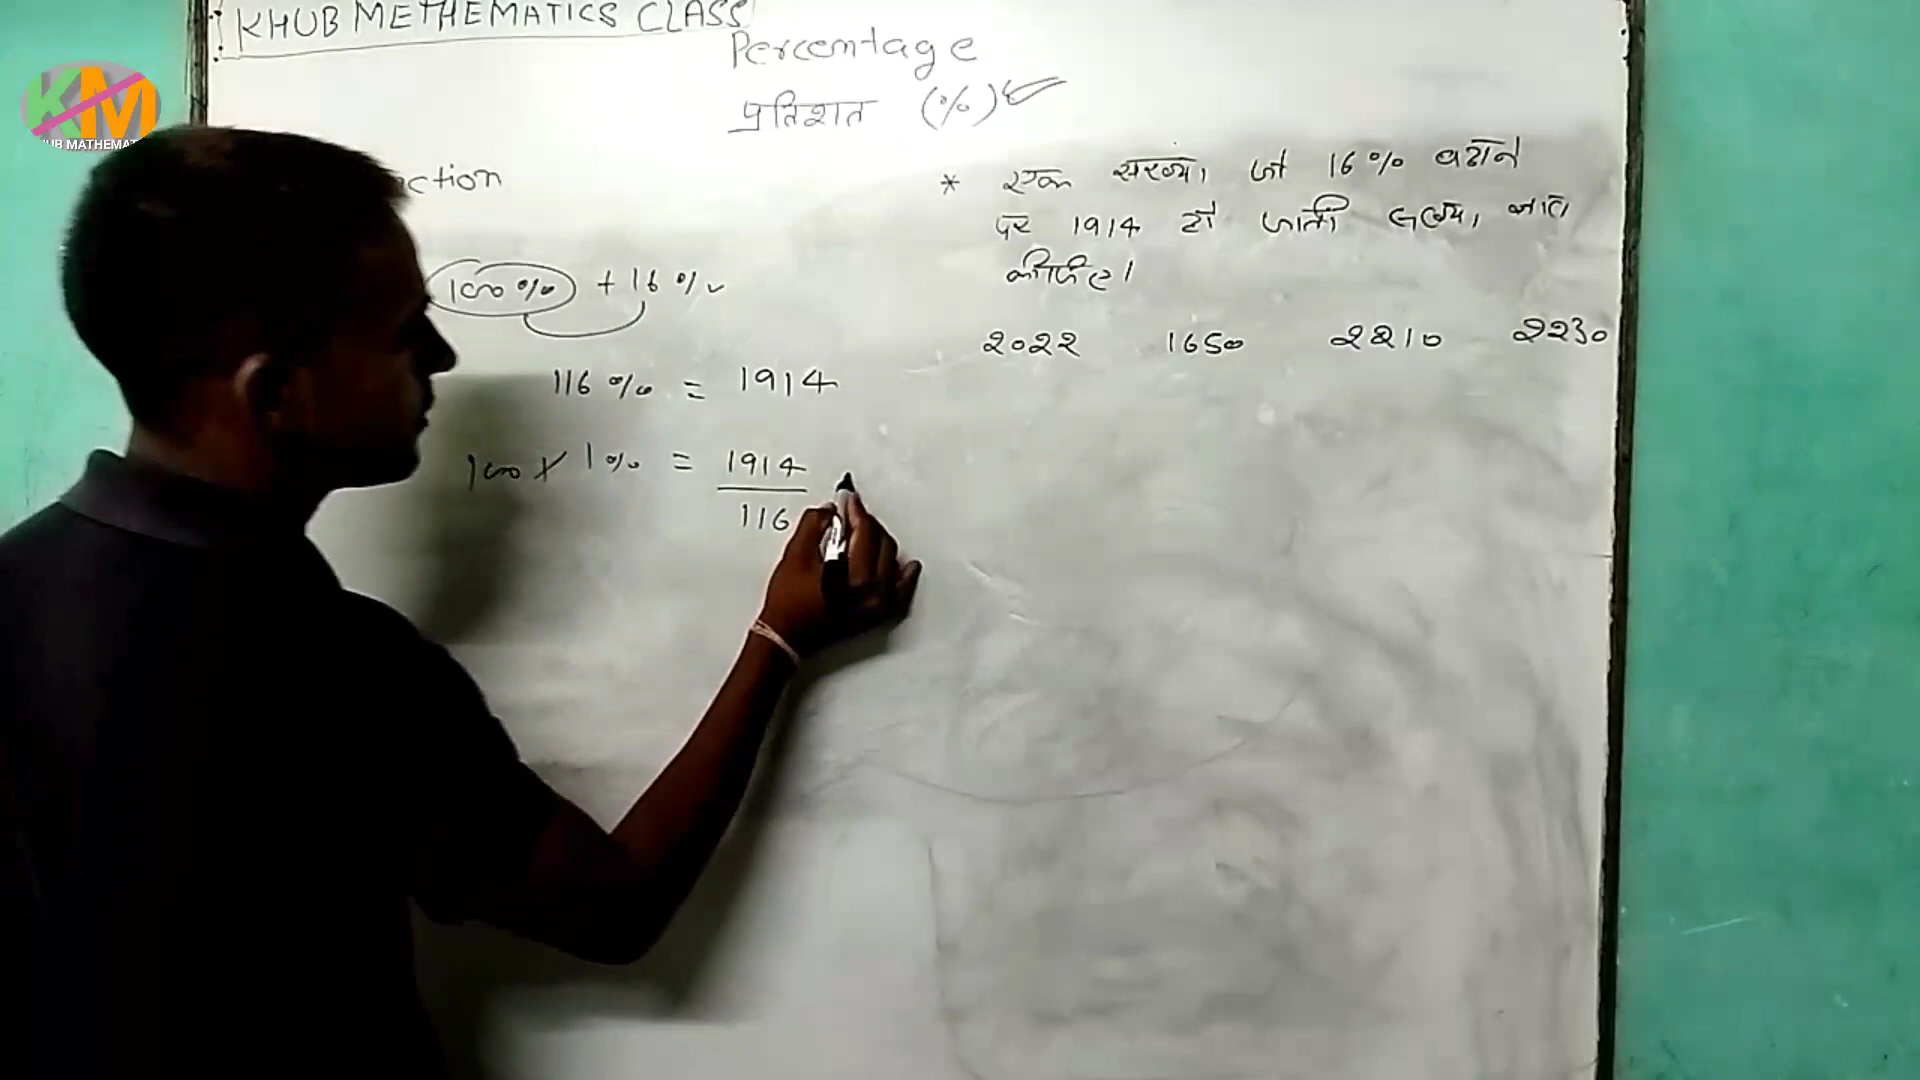 KHUB METHEMATICS CLASS
Percentage
प्रतिशत (%)
KM
UB MATHEMAT
ction
* एक संख्या जो 16% बढाने
पर 1914 हो जाती संख्या ज्ञात
कीजिए।
2022 1650 2210 2230
100% + 16%
116% = 1914
100 × 1% = 1914
116